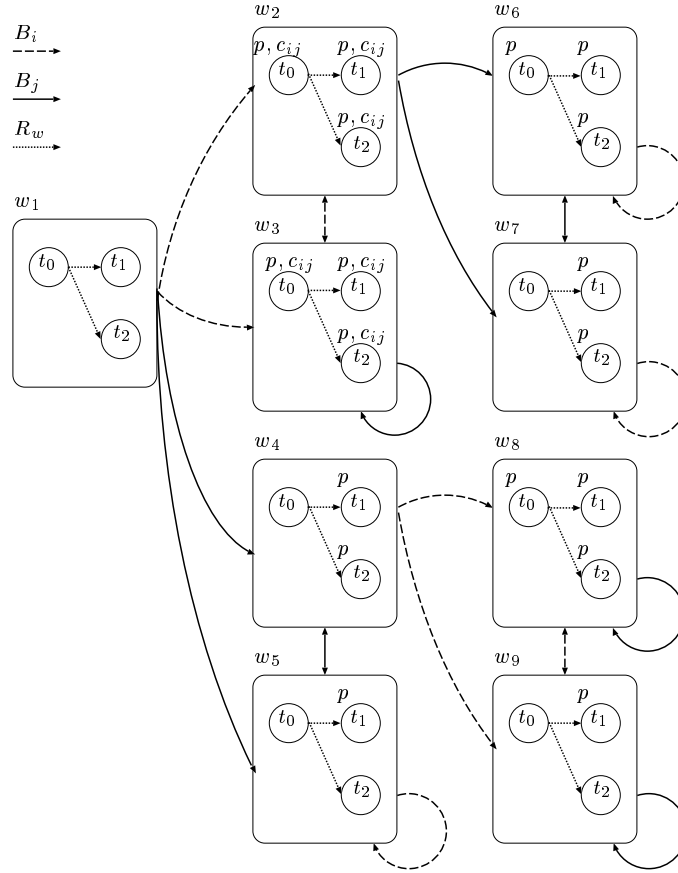 B_i
B_j
R_w
w_1
t_0 t_1
t_2
w_2
p, c_ij p, c_ij
t_0 t_1
p, c_ij
t_2
w_3
p, c_ij p, c_ij
t_0 t_1
p, c_ij
t_2
w_4
p
t_0 t_1
p
t_2
w_5
p
t_0 t_1
t_2
w_6
p p
t_0 t_1
p
t_2
w_7
p
t_0 t_1
p
t_2
w_8
p p
t_0 t_1
p
t_2
w_9
p
t_0 t_1
t_2